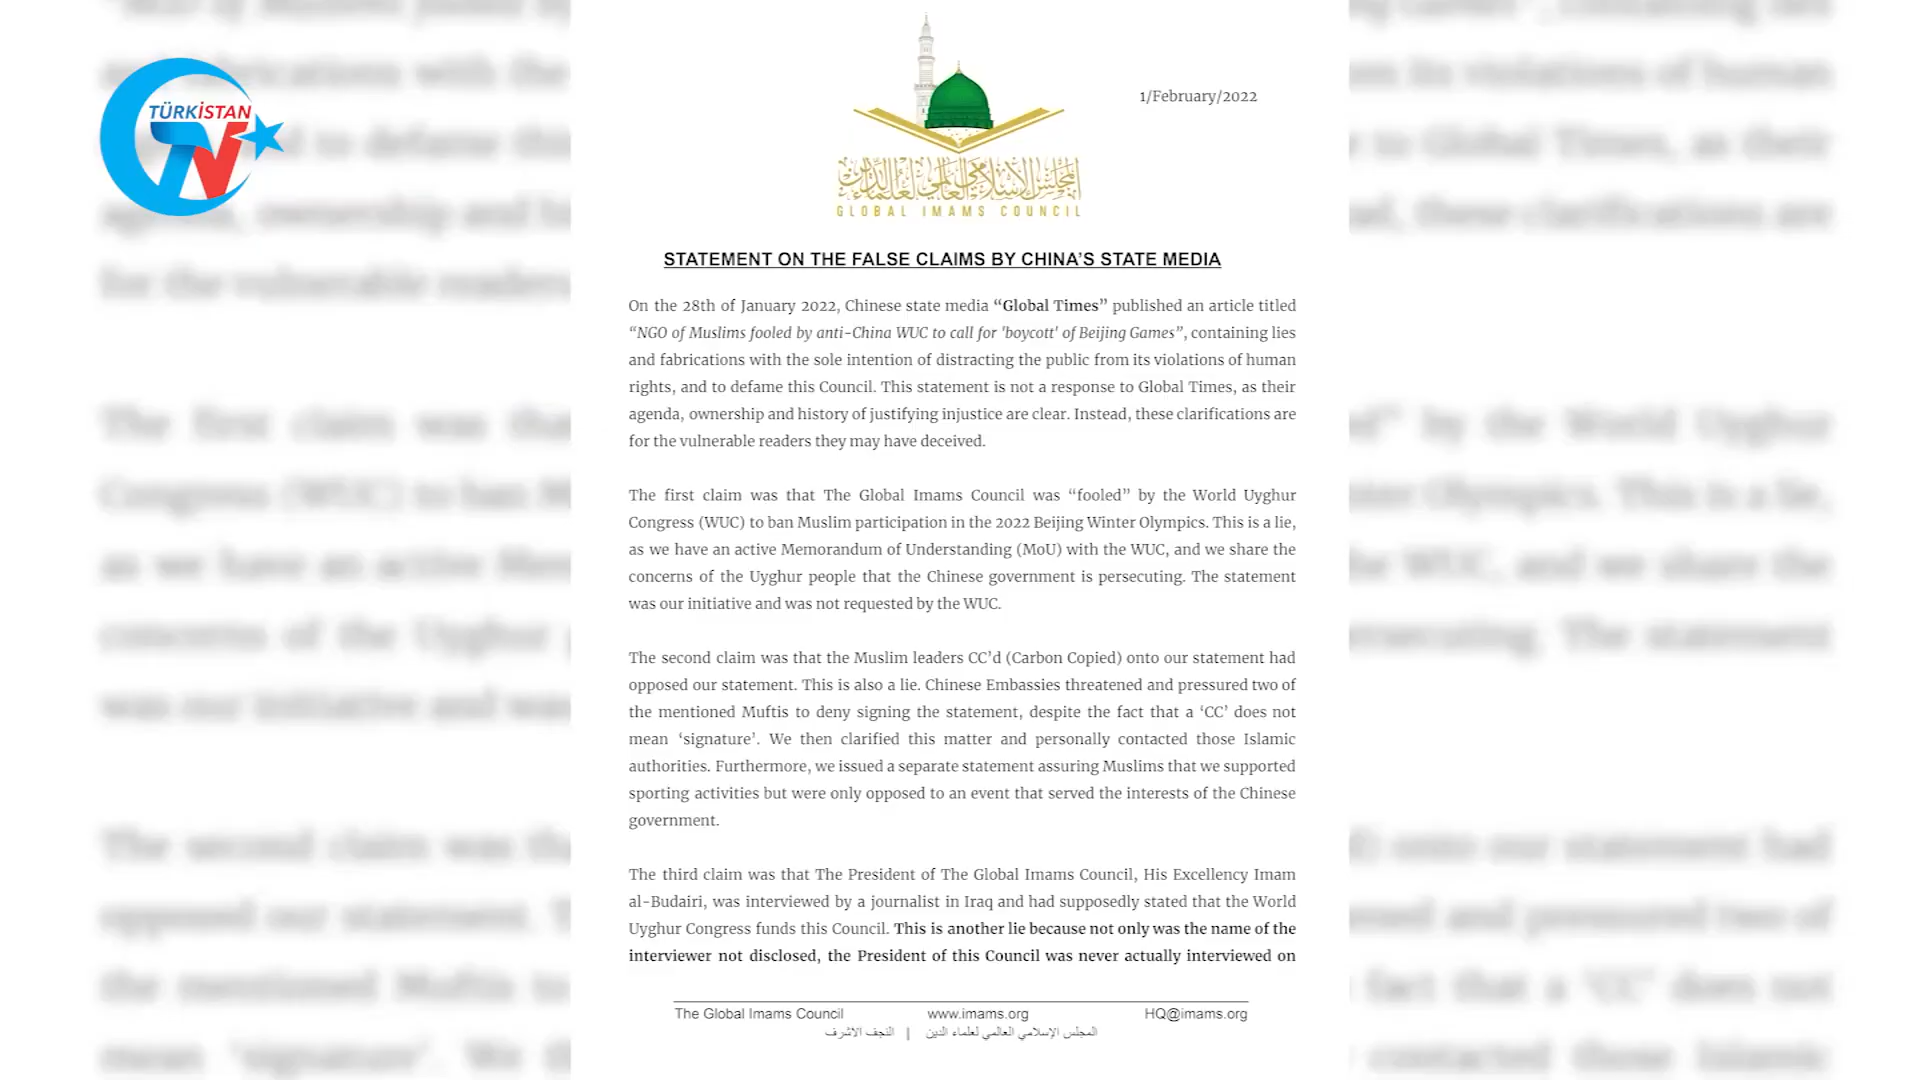 TÜRKİSTAN
TV
1/February/2022
المجلس الإسلامي العالمي لعلماء الدين
GLOBAL IMAMS COUNCIL
STATEMENT ON THE FALSE CLAIMS BY CHINA’S STATE MEDIA
On the 28th of January 2022, Chinese state media “Global Times” published an article titled
“NGO of Muslims fooled by anti-China WUC to call for 'boycott' of Beijing Games”, containing lies
and fabrications with the sole intention of distracting the public from its violations of human
rights, and to defame this Council. This statement is not a response to Global Times, as their
agenda, ownership and history of justifying injustice are clear. Instead, these clarifications are
for the vulnerable readers they may have deceived.
The first claim was that The Global Imams Council was “fooled” by the World Uyghur
Congress (WUC) to ban Muslim participation in the 2022 Beijing Winter Olympics. This is a lie,
as we have an active Memorandum of Understanding (MoU) with the WUC, and we share the
concerns of the Uyghur people that the Chinese government is persecuting. The statement
was our initiative and was not requested by the WUC.
The second claim was that the Muslim leaders CC’d (Carbon Copied) onto our statement had
opposed our statement. This is also a lie. Chinese Embassies threatened and pressured two of
the mentioned Muftis to deny signing the statement, despite the fact that a ‘CC’ does not
mean ‘signature’. We then clarified this matter and personally contacted those Islamic
authorities. Furthermore, we issued a separate statement assuring Muslims that we supported
sporting activities but were only opposed to an event that served the interests of the Chinese
government.
The third claim was that The President of The Global Imams Council, His Excellency Imam
al-Budairi, was interviewed by a journalist in Iraq and had supposedly stated that the World
Uyghur Congress funds this Council. This is another lie because not only was the name of the
interviewer not disclosed, the President of this Council was never actually interviewed on
The Global Imams Council www.imams.org HQ@imams.org
المجلس الإسلامي العالمي لعلماء الدين | النجف الاشرف